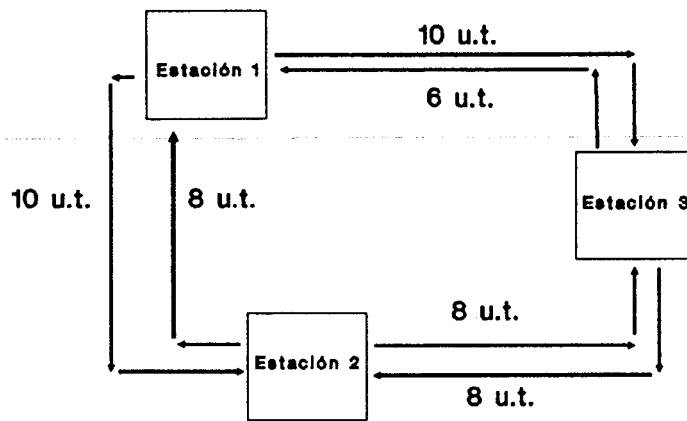 10 u.t.
Estación 1
6 u.t.
10 u.t.
8 u.t.
Estación 3
8 u.t.
Estación 2
8 u.t.